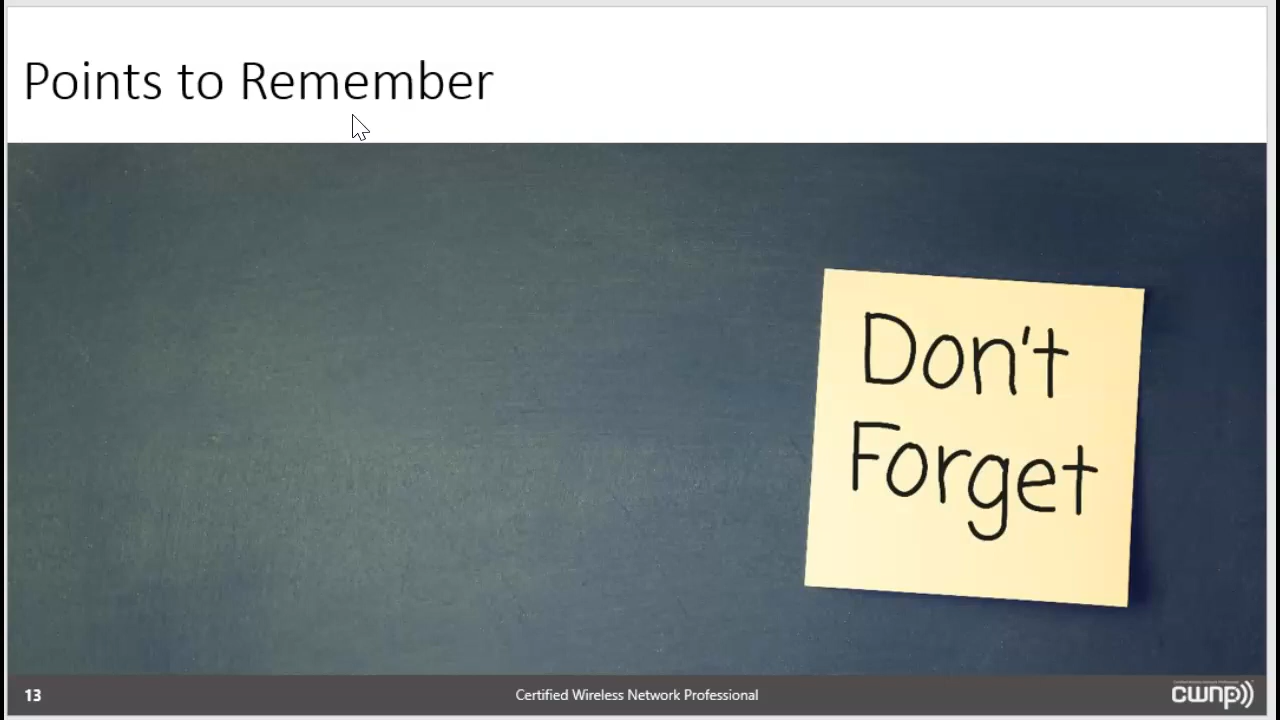 Points to Remember
Don't
Forget
13
Certified Wireless Network Professional
cwnp